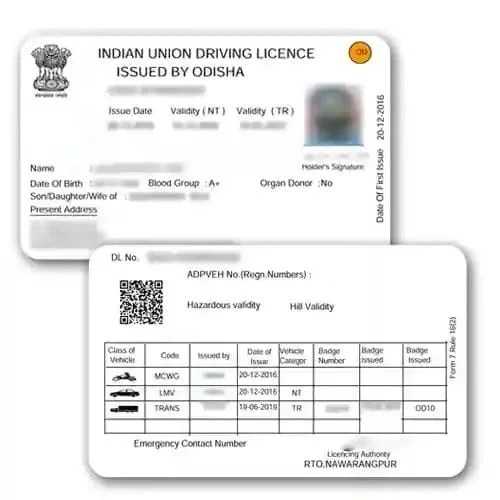 INDIAN UNION DRIVING LICENCE
ISSUED BY ODISHA
OD
Issue Date Validity ( NT ) Validity ( TR )
Holder's Signature
Date Of First Issue 20-12-2016
Name :
Date Of Birth : Blood Group :A+ Organ Donor :No
Son/Daughter/Wife of :
Present Address
DL No.
ADPVEH No.(Regn.Numbers) :
Hazardous validity Hill Validity
Form 7 Rule 16(2)
Class of Vehicle Code Issued by Date of Issue Vehicle Categor Badge Number Badge Issued Badge Issued
MCWG 20-12-2016
LMV 20-12-2016 NT
TRANS 19-06-2019 TR OD10
Emergency Contact Number
Licencing Authority
RTO.NAWARANGPUR